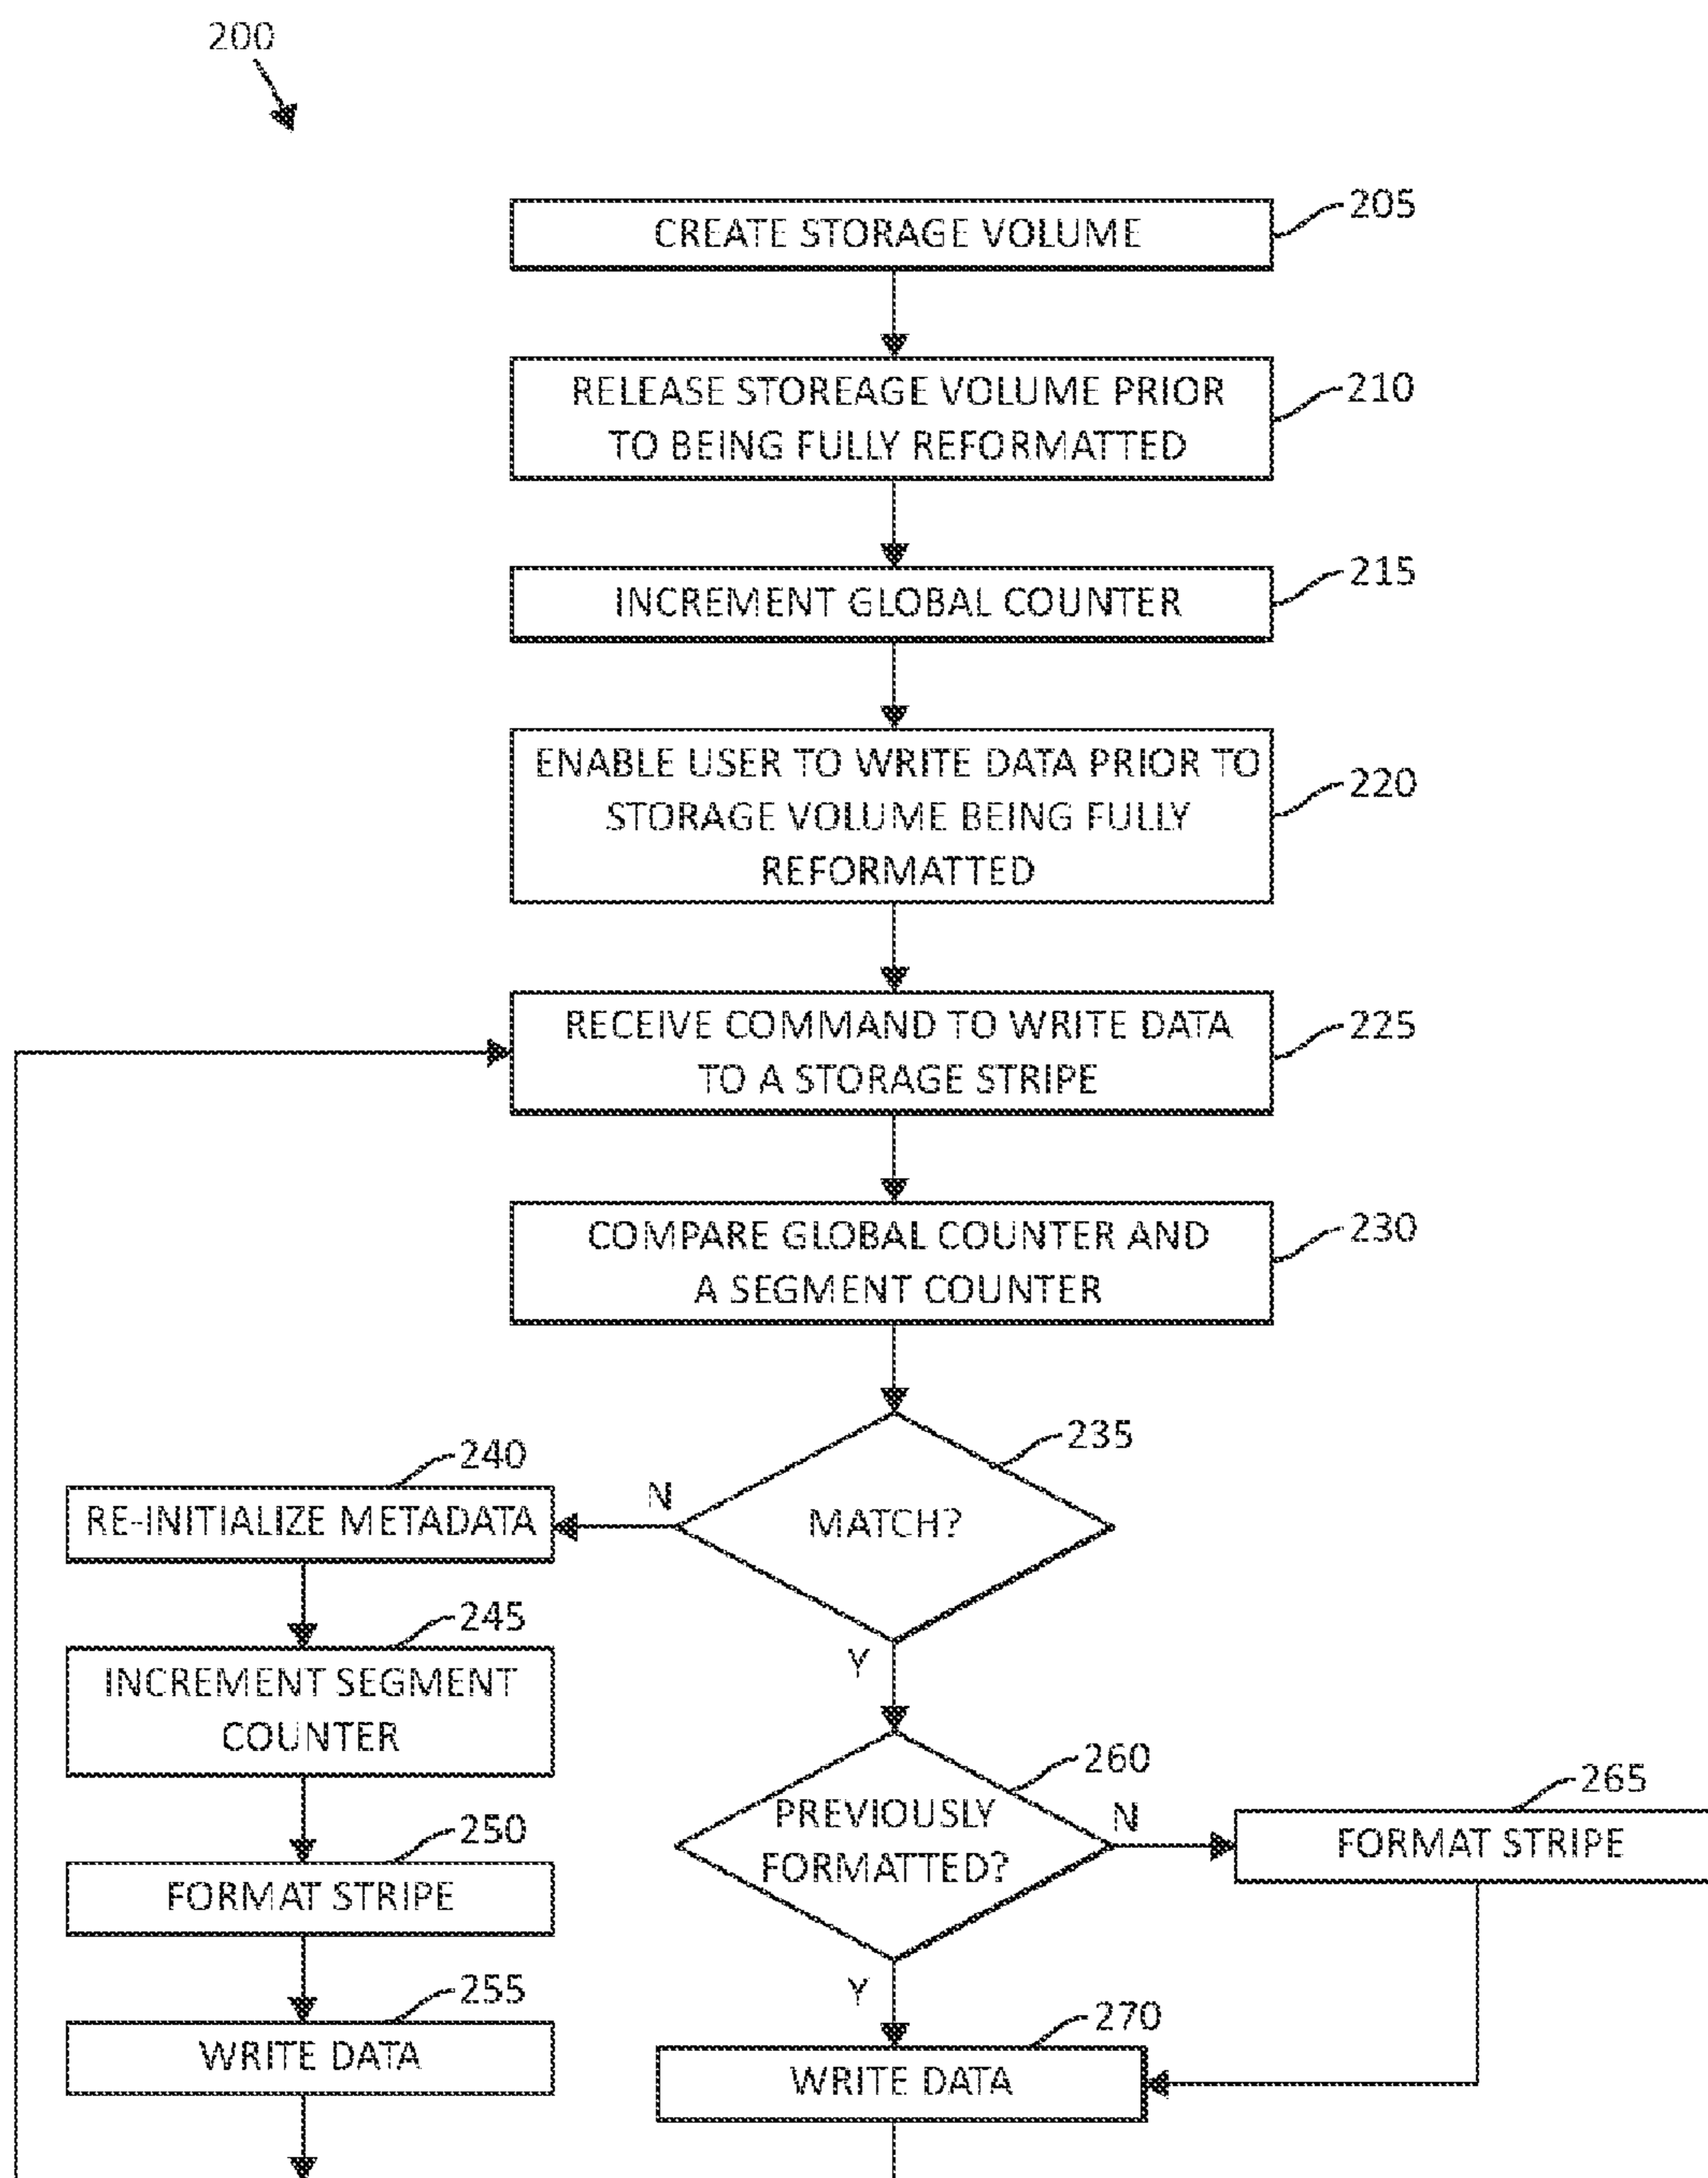 200
CREATE STORAGE VOLUME
205
RELEASE STOREAGE VOLUME PRIOR
TO BEING FULLY REFORMATTED
210
INCREMENT GLOBAL COUNTER
215
ENABLE USER TO WRITE DATA PRIOR TO
STORAGE VOLUME BEING FULLY
REFORMATTED
220
RECEIVE COMMAND TO WRITE DATA
TO A STORAGE STRIPE
225
COMPARE GLOBAL COUNTER AND
A SEGMENT COUNTER
230
MATCH?
235
N
Y
RE-INITIALIZE METADATA
240
INCREMENT SEGMENT
COUNTER
245
FORMAT STRIPE
250
WRITE DATA
255
PREVIOUSLY
FORMATTED?
260
N
Y
FORMAT STRIPE
265
WRITE DATA
270